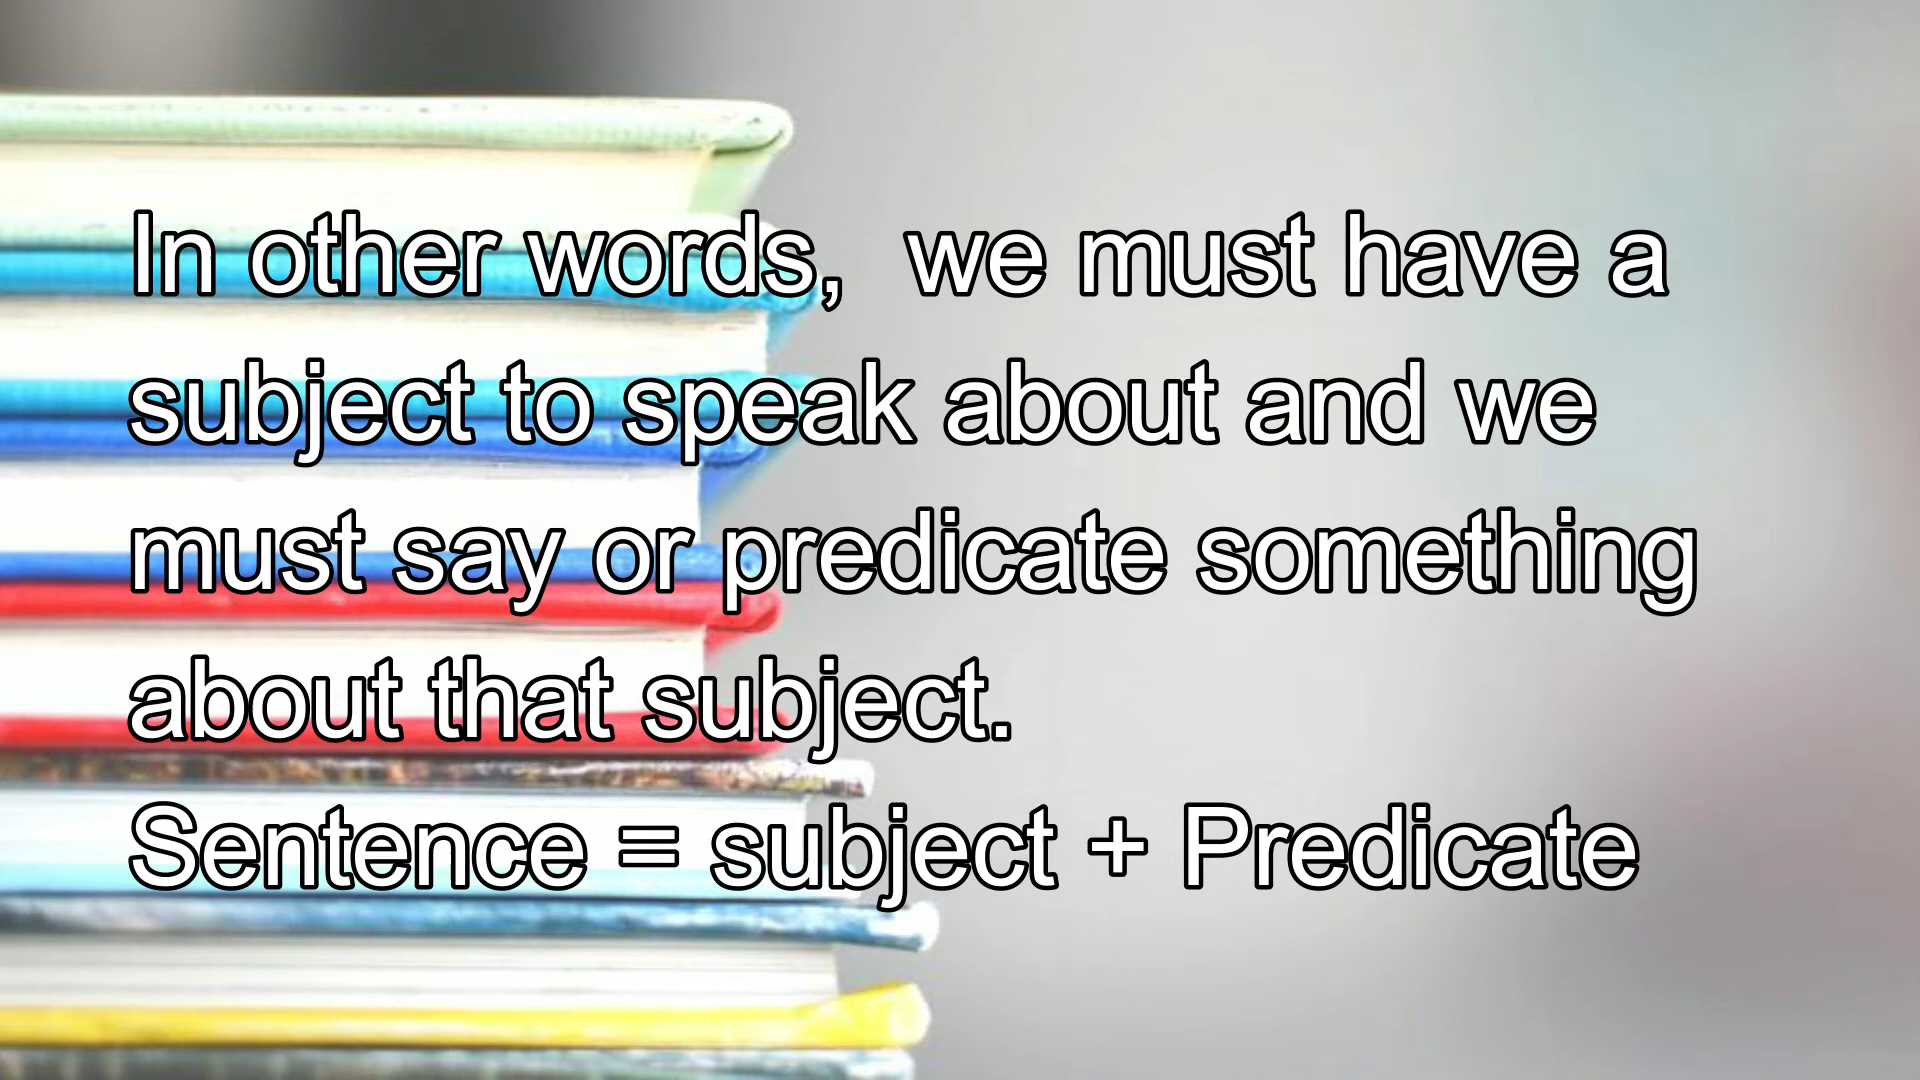 In other words,  we must have a
subject to speak about and we
must say or predicate something
about that subject.
Sentence = subject + Predicate